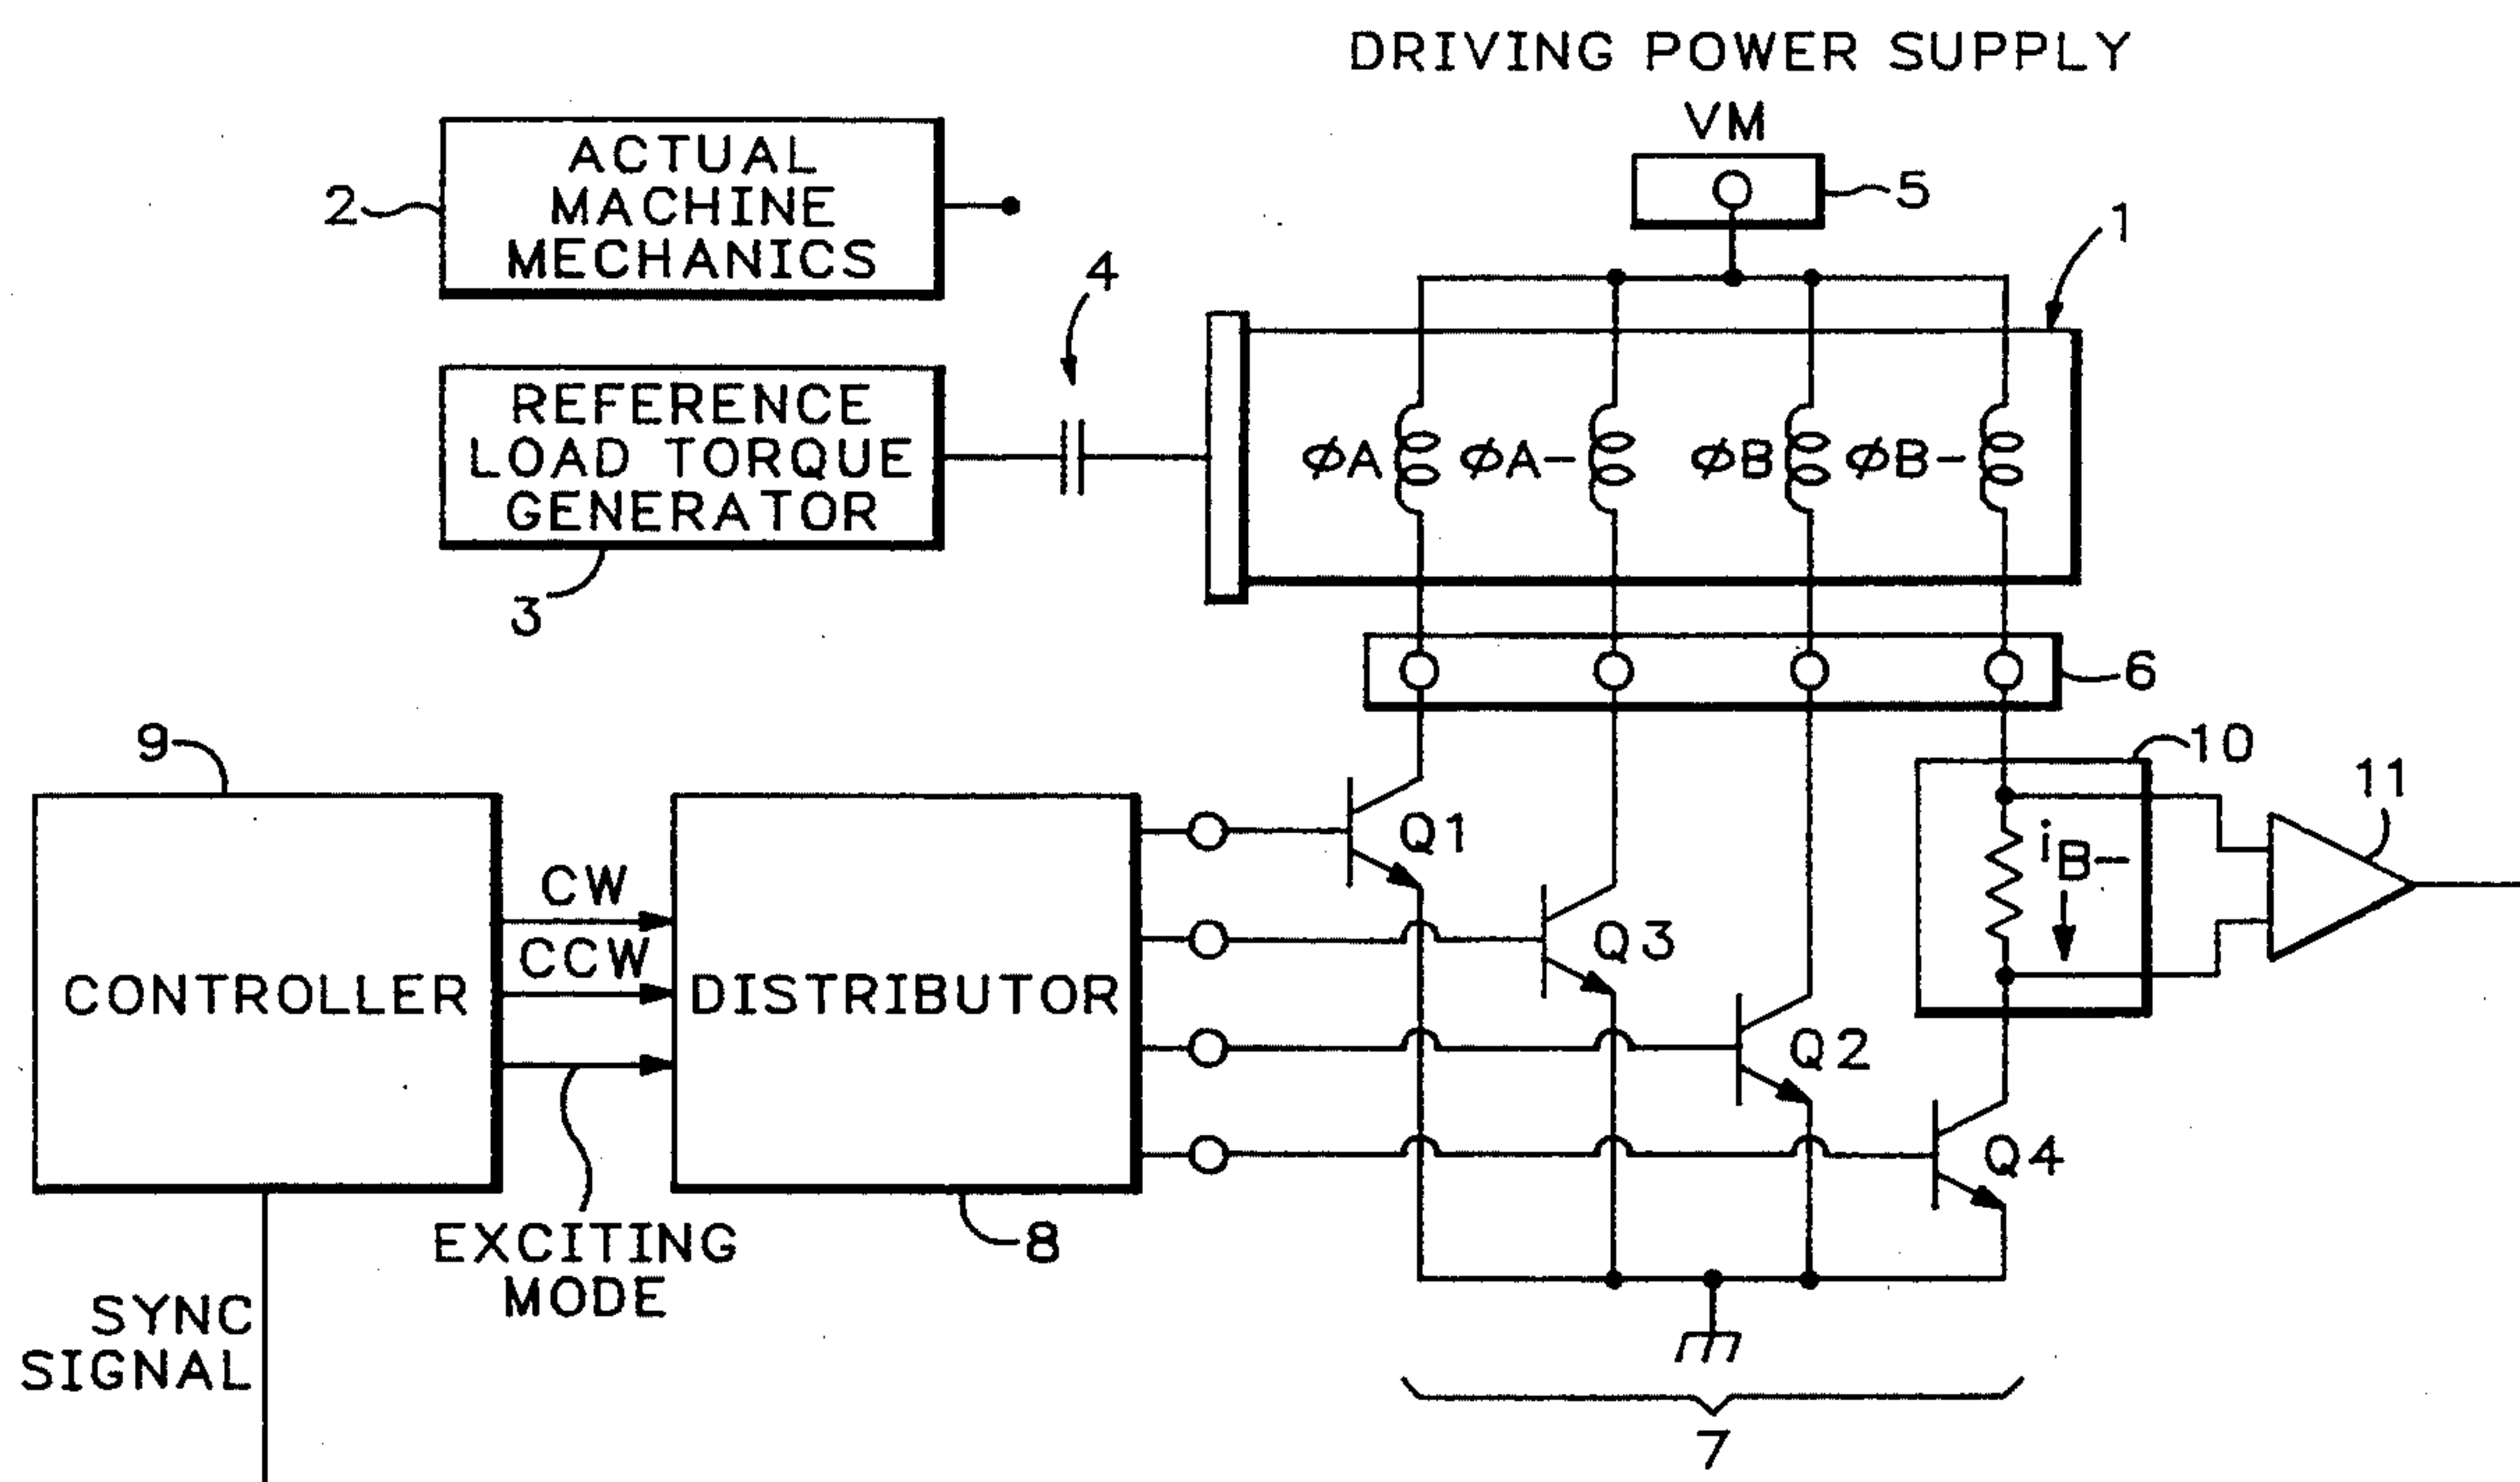 DRIVING POWER SUPPLY
VM
5
1
2
ACTUAL
MACHINE
MECHANICS
4
REFERENCE
LOAD TORQUE
GENERATOR
3
φA
φA-
φB
φB-
6
9
10
11
CONTROLLER
CW
CCW
DISTRIBUTOR
Q1
Q3
Q2
Q4
iB-
EXCITING
MODE
8
SYNC
SIGNAL
7